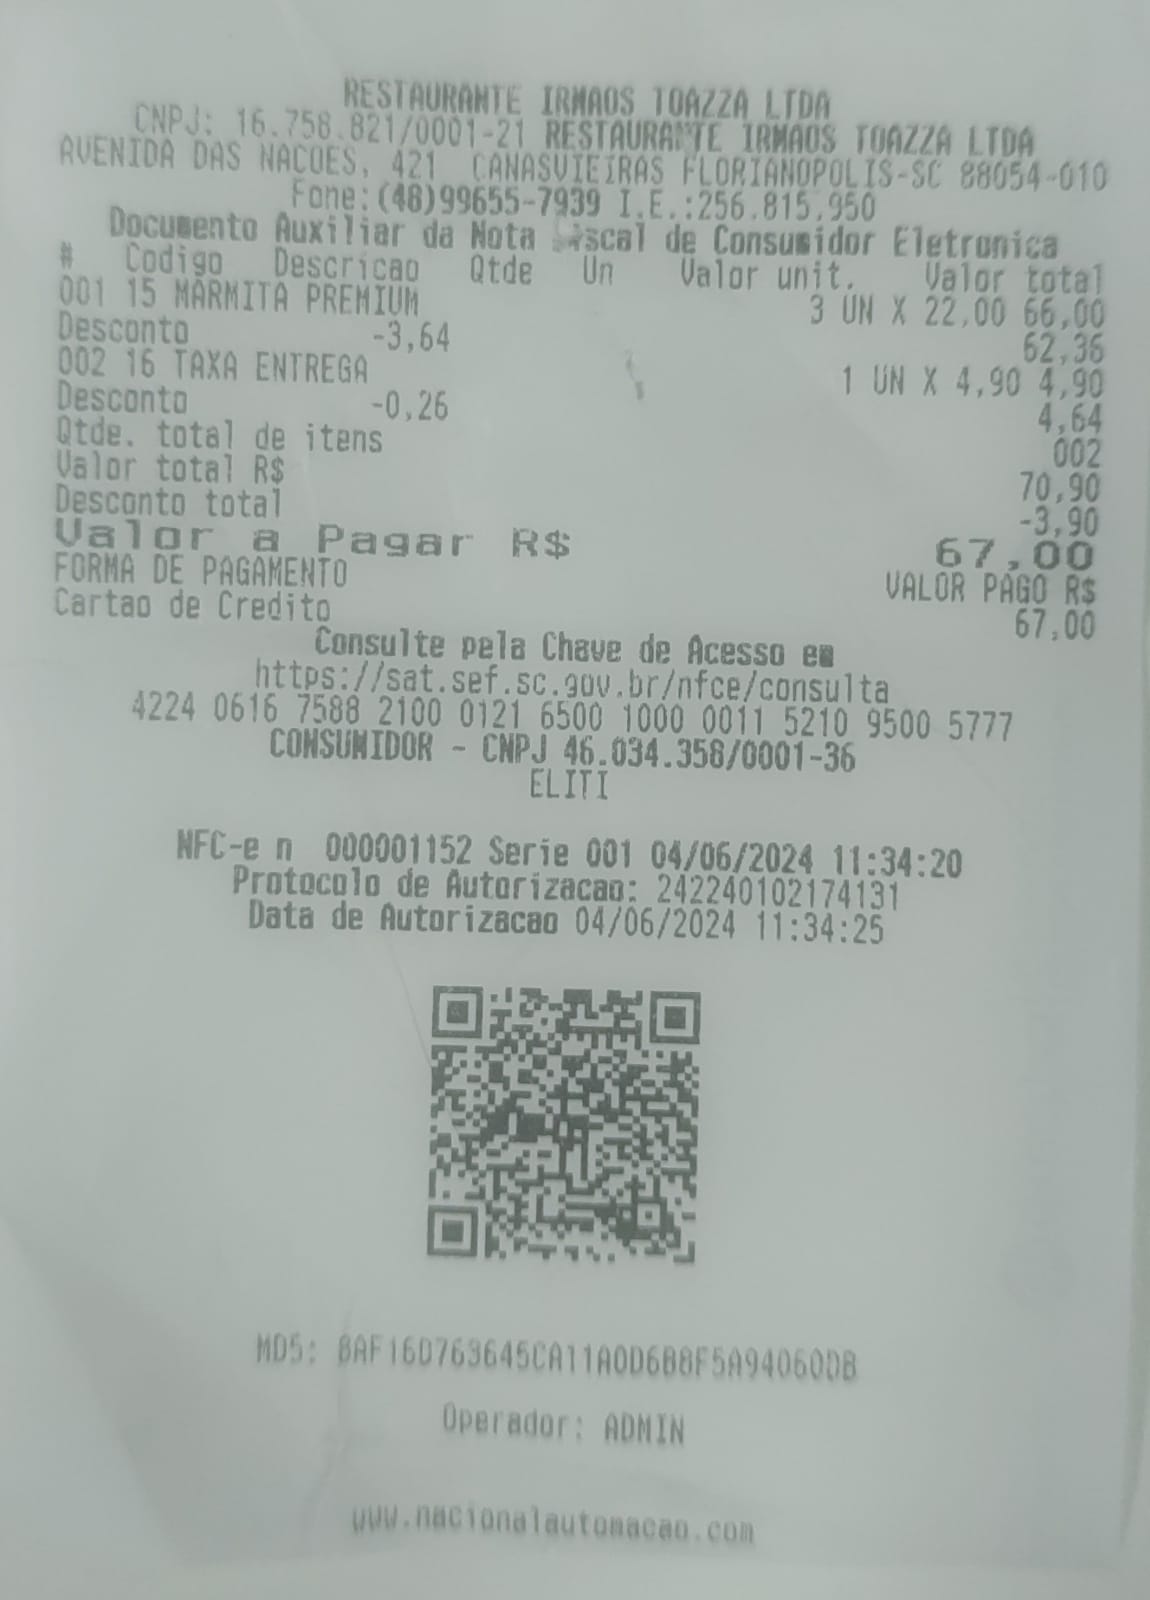 RESTAURANTE IRMAOS TOAZZA LTDA
CNPJ: 16.758.821/0001-21 RESTAURANTE IRMAOS TOAZZA LTDA
AVENIDA DAS NACOES, 421 CANASVIEIRAS FLORIANOPOLIS-SC 88054-010
Fone:(48)99655-7939 I.E.:256.815.950
Documento Auxiliar da Nota Fiscal de Consumidor Eletronica
# Codigo Descricao Qtde Un Valor unit. Valor total
001 15 MARMITA PREMIUM 3 UN X 22,00 66,00
Desconto -3,64 62,36
002 16 TAXA ENTREGA 1 UN X 4,90 4,90
Desconto -0,26 4,64
Qtde. total de itens 002
Valor total R$ 70,90
Desconto total -3,90
Valor a Pagar R$ 67,00
FORMA DE PAGAMENTO VALOR PAGO R$
Cartao de Credito 67,00
Consulte pela Chave de Acesso em
https://sat.sef.sc.gov.br/nfce/consulta
4224 0616 7588 2100 0121 6500 1000 0011 5210 9500 5777
CONSUMIDOR - CNPJ 46.034.358/0001-36
ELITI
NFC-e n 000001152 Serie 001 04/06/2024 11:34:20
Protocolo de Autorizacao: 242240102174131
Data de Autorizacao 04/06/2024 11:34:25
MD5: 8AF16D763645CA11A0D6B8F5A94060DB
Operador: ADMIN
www.nacionalautomacao.com